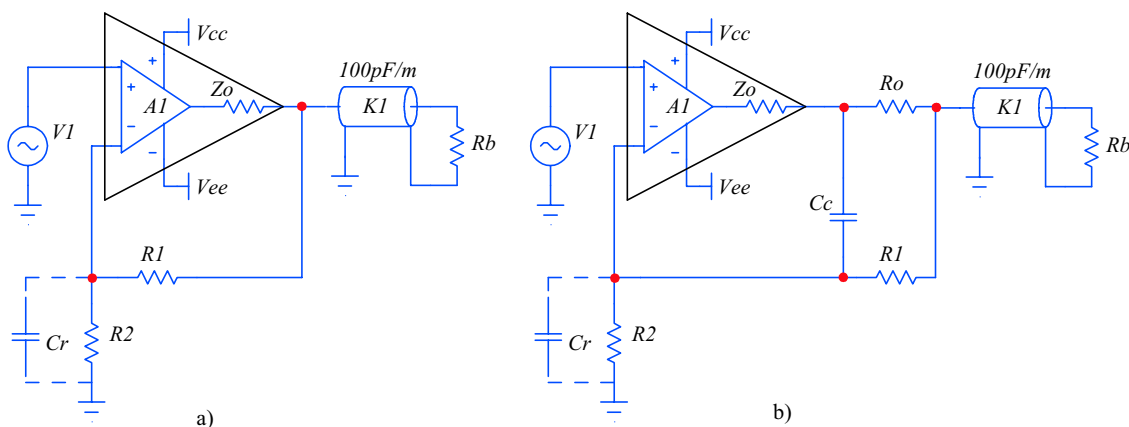 Vcc
100pF/m
+
+
A1
Zo
K1
V1
−
−
Rb
Vee
R1
Cr
R2
a)
Vcc
100pF/m
+
+
A1
Zo
Ro
K1
V1
−
−
Rb
Vee
Cc
R1
Cr
R2
b)